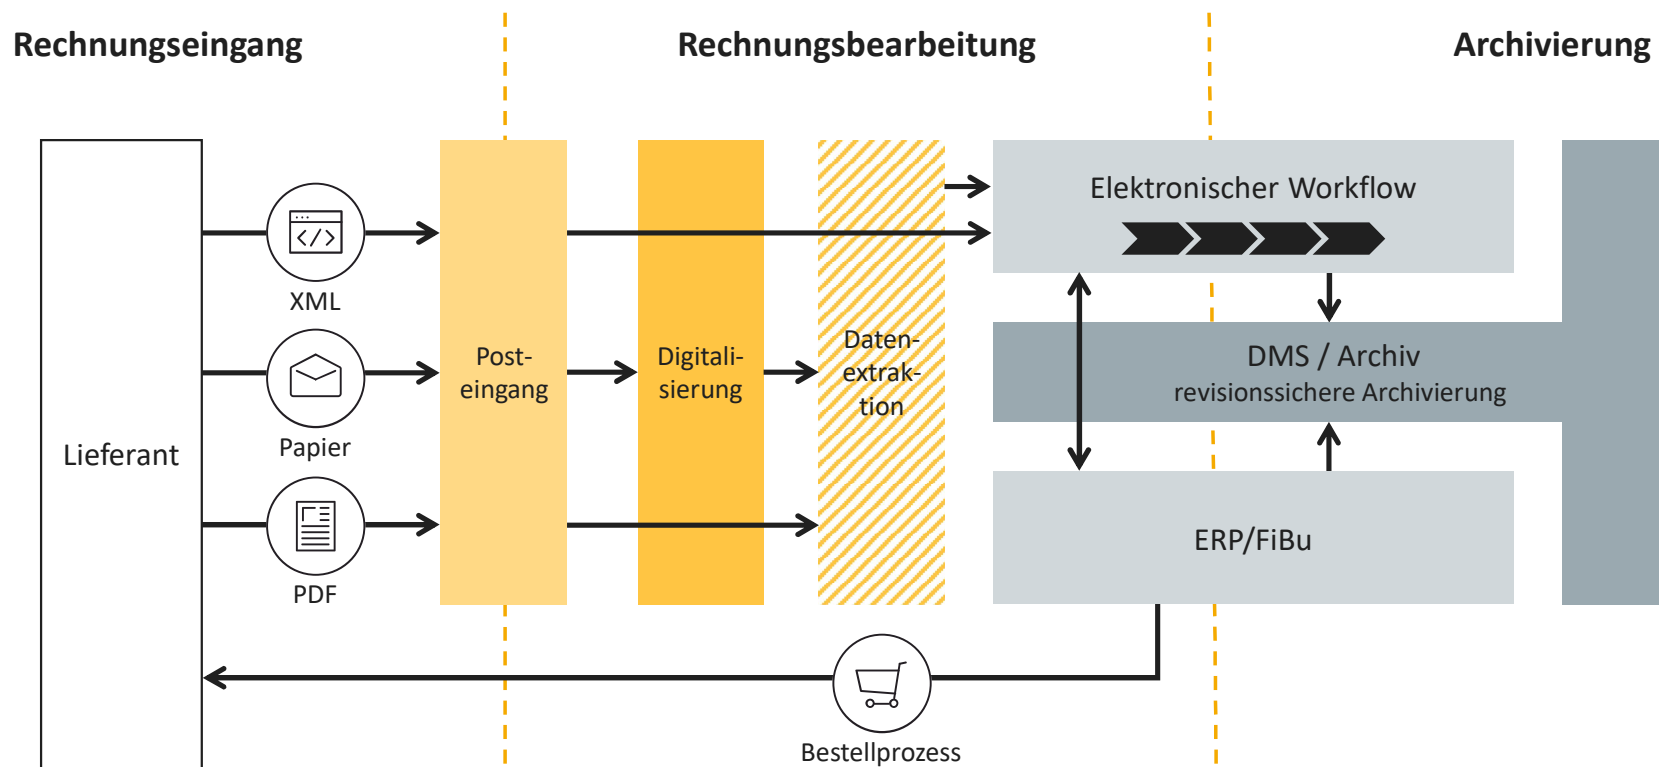 Rechnungseingang
Rechnungsbearbeitung
Archivierung
Lieferant
XML
Papier
PDF
Post-
eingang
Digitali-
sierung
Daten-
extrak-
tion
Elektronischer Workflow
DMS / Archiv
revisionssichere Archivierung
ERP/FiBu
Bestellprozess